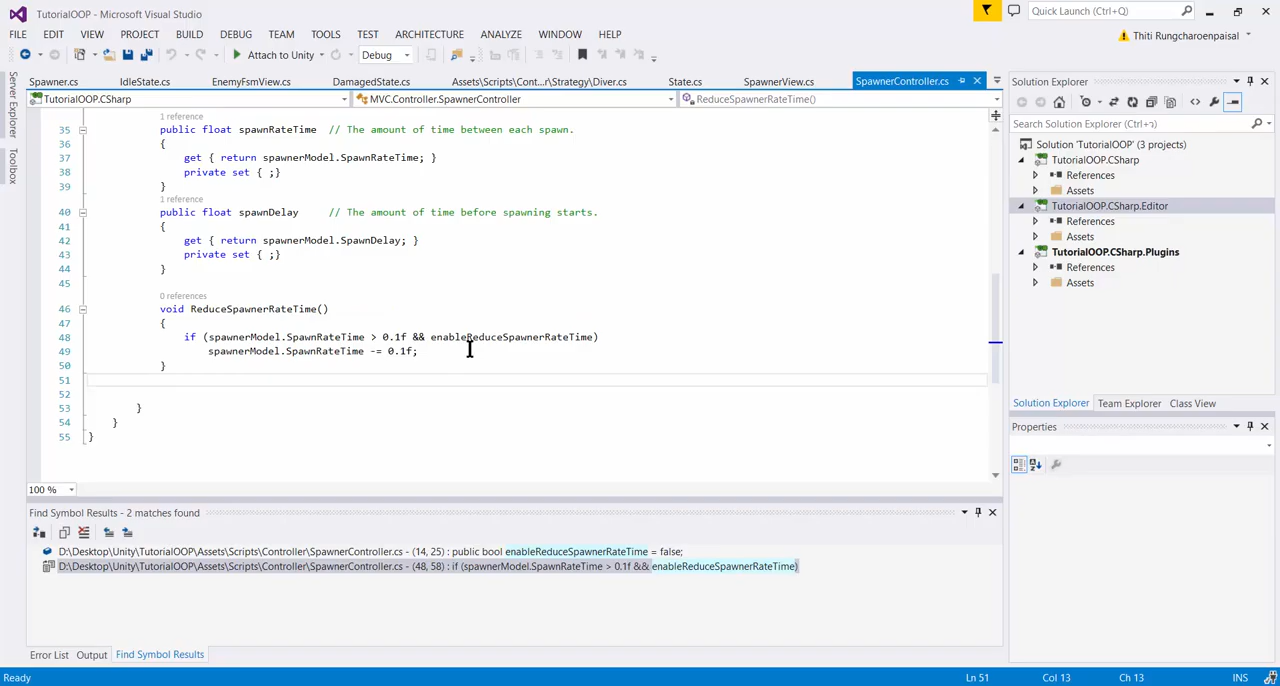 TutorialOOP - Microsoft Visual Studio
Quick Launch (Ctrl+Q)
FILE EDIT VIEW PROJECT BUILD DEBUG TEAM TOOLS TEST ARCHITECTURE ANALYZE WINDOW HELP
Thiti Rungcharoenpaisal
Attach to Unity
Debug
Server Explorer
Toolbox
Spawner.cs IdleState.cs EnemyFsmView.cs DamagedState.cs Assets\Scripts\Cont...r\Strategy\Diver.cs State.cs SpawnerView.cs SpawnerController.cs
TutorialOOP.CSharp MVC.Controller.SpawnerController ReduceSpawnerRateTime()
1 reference
35 public float spawnRateTime // The amount of time between each spawn.
36 {
37 get { return spawnerModel.SpawnRateTime; }
38 private set { ;}
39 }
1 reference
40 public float spawnDelay // The amount of time before spawning starts.
41 {
42 get { return spawnerModel.SpawnDelay; }
43 private set { ;}
44 }
45
0 references
46 void ReduceSpawnerRateTime()
47 {
48 if (spawnerModel.SpawnRateTime > 0.1f && enableReduceSpawnerRateTime)
49 spawnerModel.SpawnRateTime -= 0.1f;
50 }
51
52
53 }
54 }
55 }
100 %
Find Symbol Results - 2 matches found
D:\Desktop\Unity\TutorialOOP\Assets\Scripts\Controller\SpawnerController.cs - (14, 25) : public bool enableReduceSpawnerRateTime = false;
D:\Desktop\Unity\TutorialOOP\Assets\Scripts\Controller\SpawnerController.cs - (48, 58) : if (spawnerModel.SpawnRateTime > 0.1f && enableReduceSpawnerRateTime)
Error List Output Find Symbol Results
Solution Explorer
Search Solution Explorer (Ctrl+ว)
Solution 'TutorialOOP' (3 projects)
TutorialOOP.CSharp
References
Assets
TutorialOOP.CSharp.Editor
References
Assets
TutorialOOP.CSharp.Plugins
References
Assets
Solution Explorer Team Explorer Class View
Properties
Ready Ln 51 Col 13 Ch 13 INS